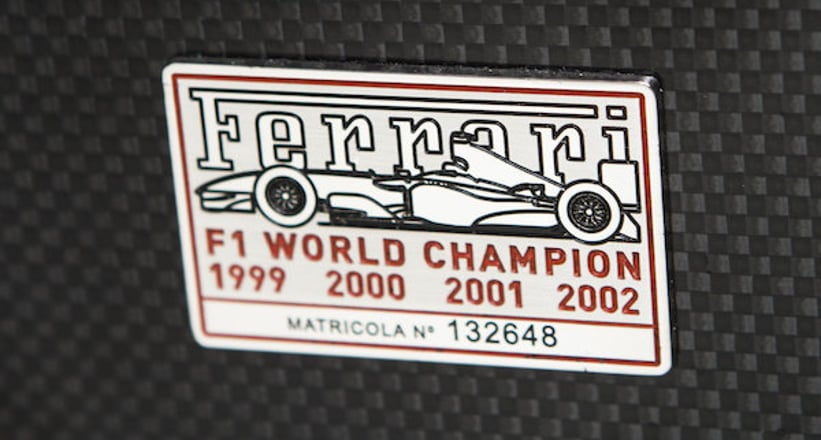 Ferrari
F1 WORLD CHAMPION
1999 2000 2001 2002
MATRICOLA Nº 132648